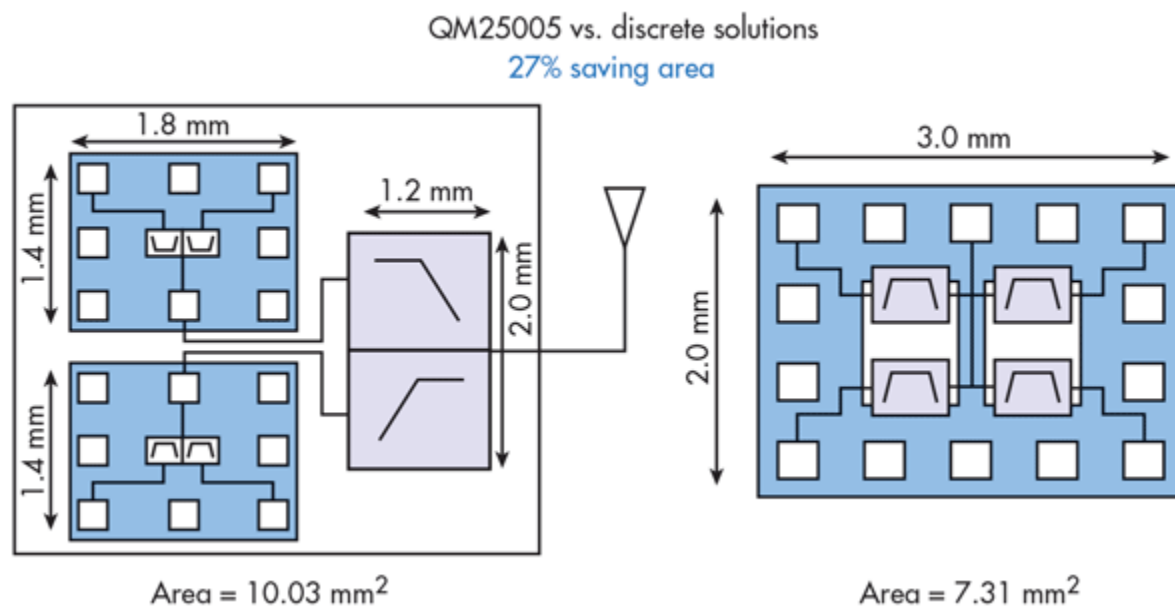 QM25005 vs. discrete solutions
27% saving area
1.8 mm
1.4 mm
1.4 mm
1.2 mm
2.0 mm
3.0 mm
2.0 mm
Area = 10.03 mm²
Area = 7.31 mm²